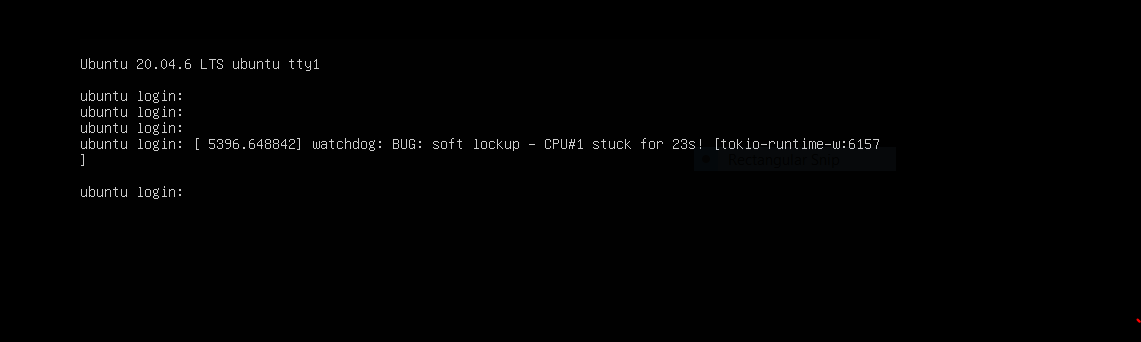 Ubuntu 20.04.6 LTS ubuntu tty1
ubuntu login:
ubuntu login:
ubuntu login:
ubuntu login: [ 5396.648842] watchdog: BUG: soft lockup - CPU#1 stuck for 23s! [tokio-runtime-w:6157
]
Rectangular Snip
ubuntu login: